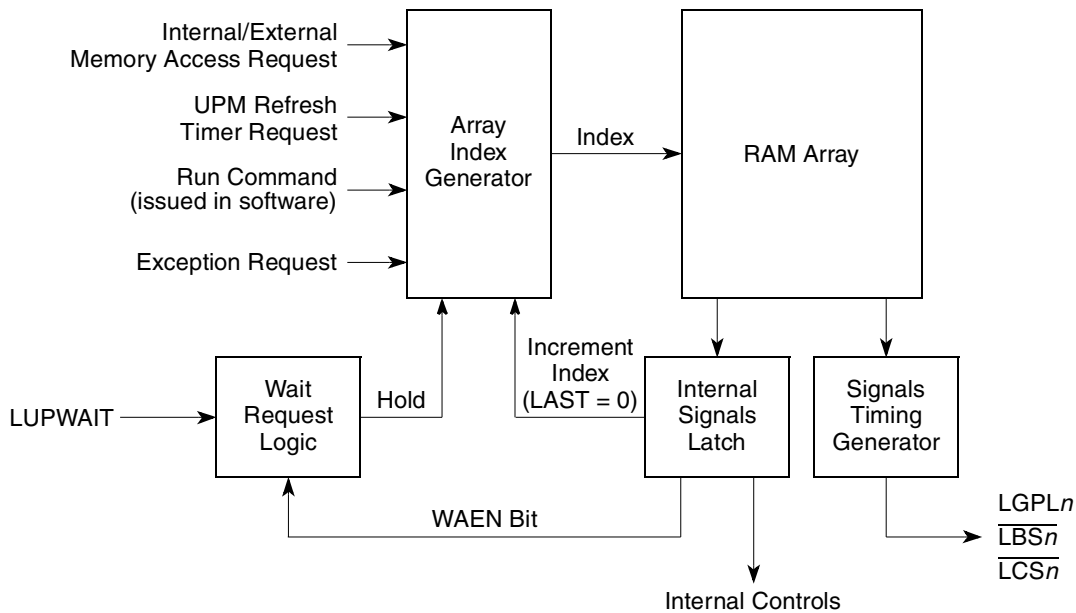 Internal/External
Memory Access Request
UPM Refresh
Timer Request
Run Command
(issued in software)
Exception Request
Array
Index
Generator
Index
RAM Array
LUPWAIT
Wait
Request
Logic
Hold
Increment
Index
(LAST = 0)
Internal
Signals
Latch
Signals
Timing
Generator
WAEN Bit
LGPLn
LBSn
LCSn
Internal Controls